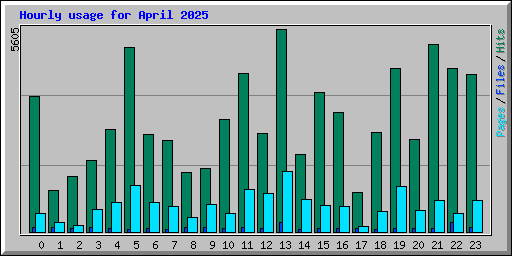 Hourly usage for April 2025
5605
Pages / Files / Hits
0 1 2 3 4 5 6 7 8 9 10 11 12 13 14 15 16 17 18 19 20 21 22 23